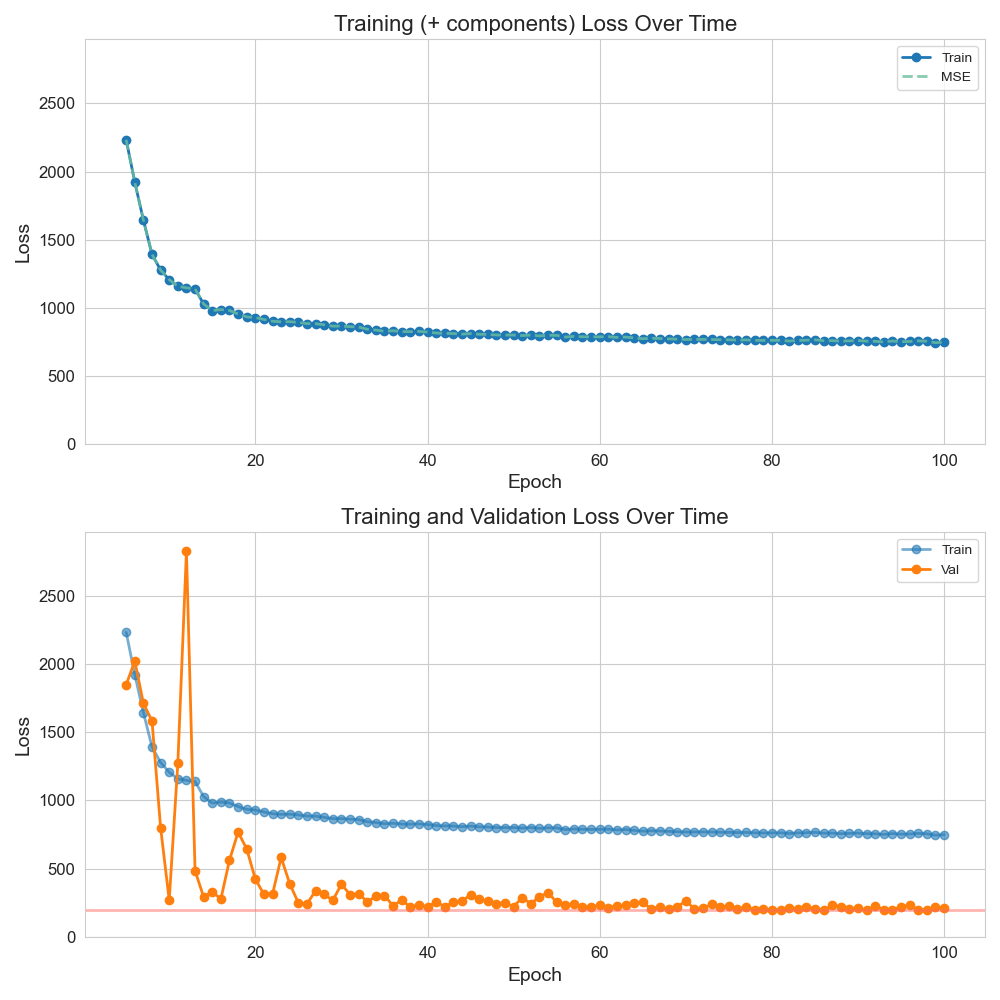 Training (+ components) Loss Over Time
Train
MSE
2500
2000
1500
1000
500
0
Loss
20 40 60 80 100
Epoch
Training and Validation Loss Over Time
Train
Val
2500
2000
1500
1000
500
0
Loss
20 40 60 80 100
Epoch